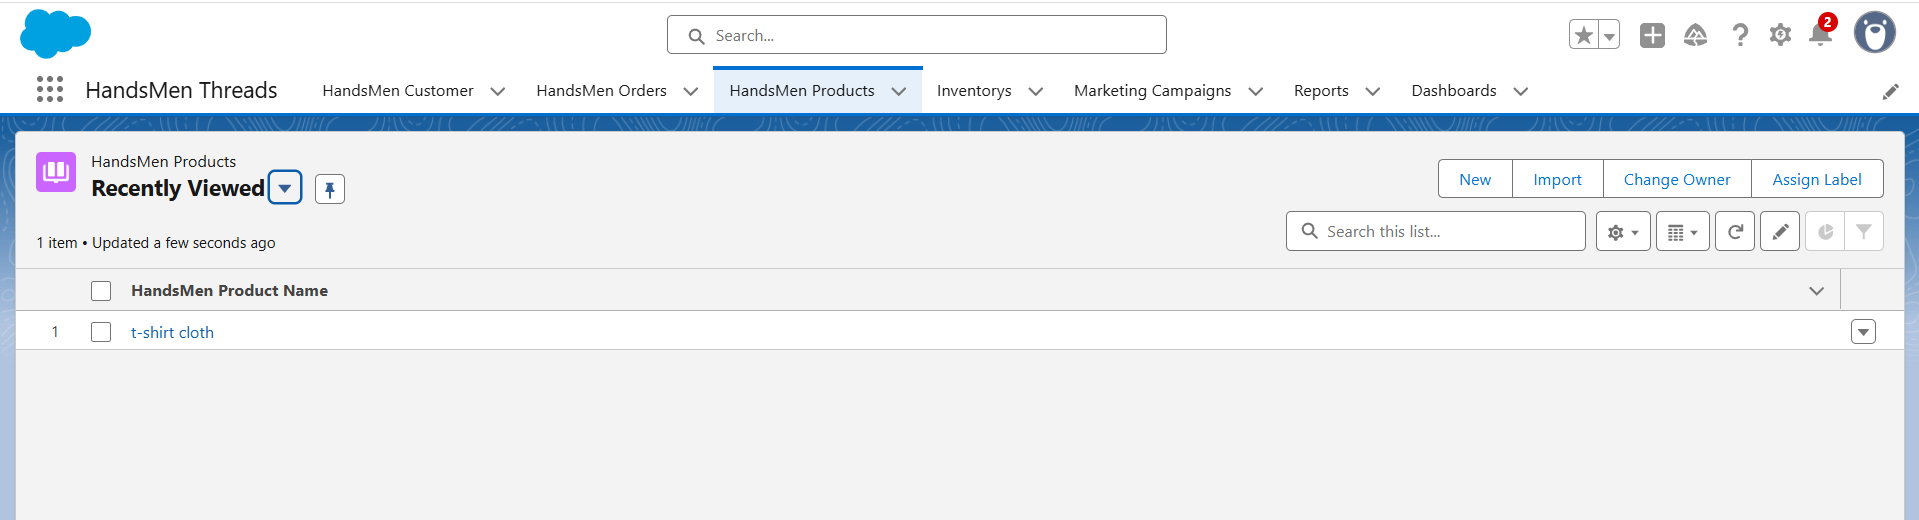 Search...
2
HandsMen Threads
HandsMen Customer
HandsMen Orders
HandsMen Products
Inventorys
Marketing Campaigns
Reports
Dashboards
HandsMen Products
Recently Viewed
New
Import
Change Owner
Assign Label
1 item • Updated a few seconds ago
Search this list...
HandsMen Product Name
1
t-shirt cloth